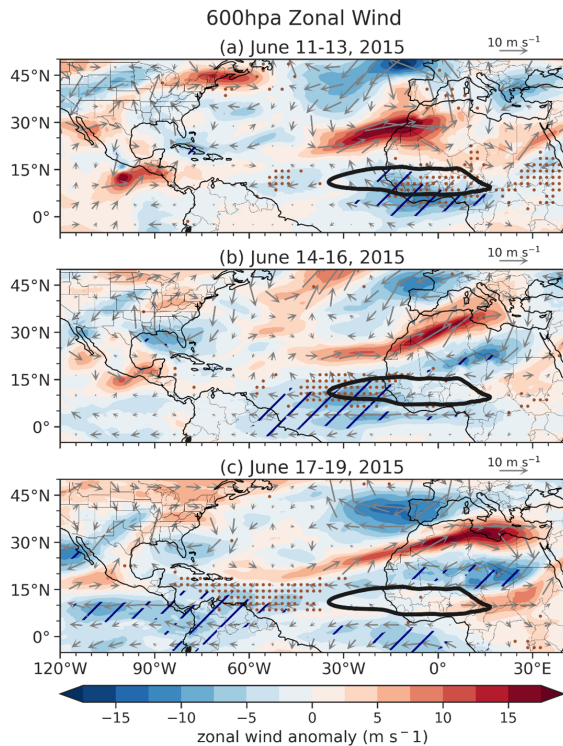 600hpa Zonal Wind
(a) June 11-13, 2015
10 m s⁻¹
45°N
30°N
15°N
0°
(b) June 14-16, 2015
10 m s⁻¹
45°N
30°N
15°N
0°
(c) June 17-19, 2015
10 m s⁻¹
45°N
30°N
15°N
0°
120°W 90°W 60°W 30°W 0° 30°E
−15 −10 −5 0 5 10 15
zonal wind anomaly (m s−1)